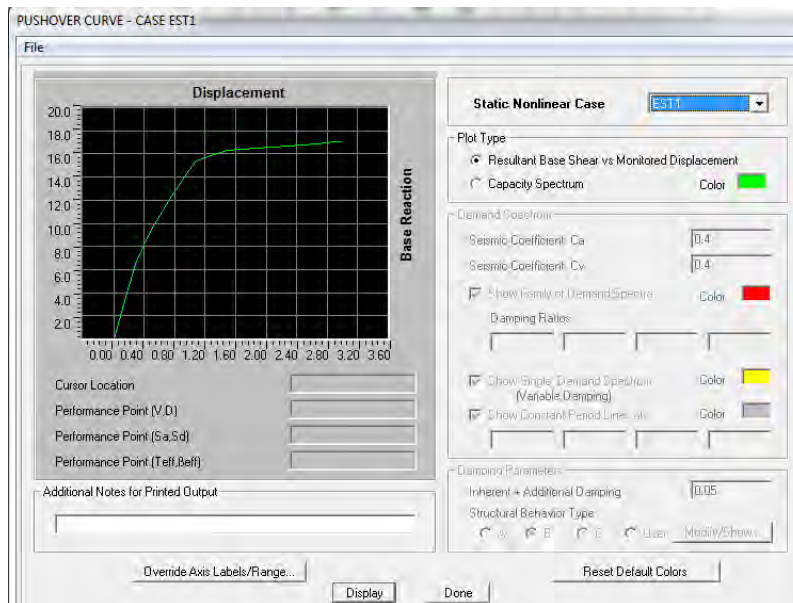 PUSHOVER CURVE - CASE EST1
File
Displacement
20.0
18.0
16.0
14.0
12.0
10.0
8.0
6.0
4.0
2.0
0.00 0.40 0.80 1.20 1.60 2.00 2.40 2.80 3.20 3.60
Base Reaction
Cursor Location
Performance Point (V,D)
Performance Point (Sa,Sd)
Performance Point (Teff,Beff)
Additional Notes for Printed Output
Static Nonlinear Case EST1
Plot Type
Resultant Base Shear vs Monitored Displacement
Capacity Spectrum Color
Demand Spectrum
Seismic Coefficient Ca 0.4
Seismic Coefficient Cv 0.4
Show Family of Demand Spectra Color
Damping Ratios
Show Single Demand Spectrum Color
(Variable Damping)
Show Constant Period Lines at Color
Damping Parameters
Inherent + Additional Damping 0.05
Structural Behavior Type
A B C User Modify/Show...
Override Axis Labels/Range...
Reset Default Colors
Display
Done